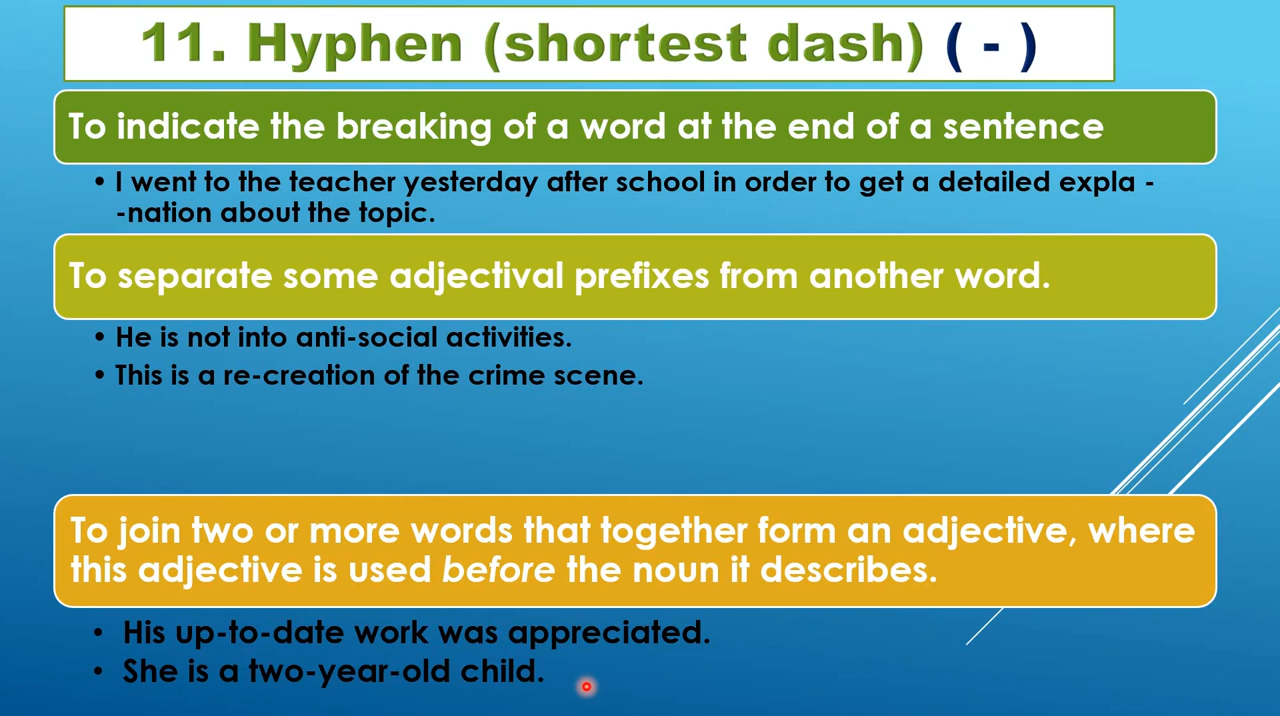 11. Hyphen (shortest dash) ( - )
To indicate the breaking of a word at the end of a sentence
• I went to the teacher yesterday after school in order to get a detailed expla -
-nation about the topic.
To separate some adjectival prefixes from another word.
• He is not into anti-social activities.
• This is a re-creation of the crime scene.
To join two or more words that together form an adjective, where
this adjective is used before the noun it describes.
• His up-to-date work was appreciated.
• She is a two-year-old child.